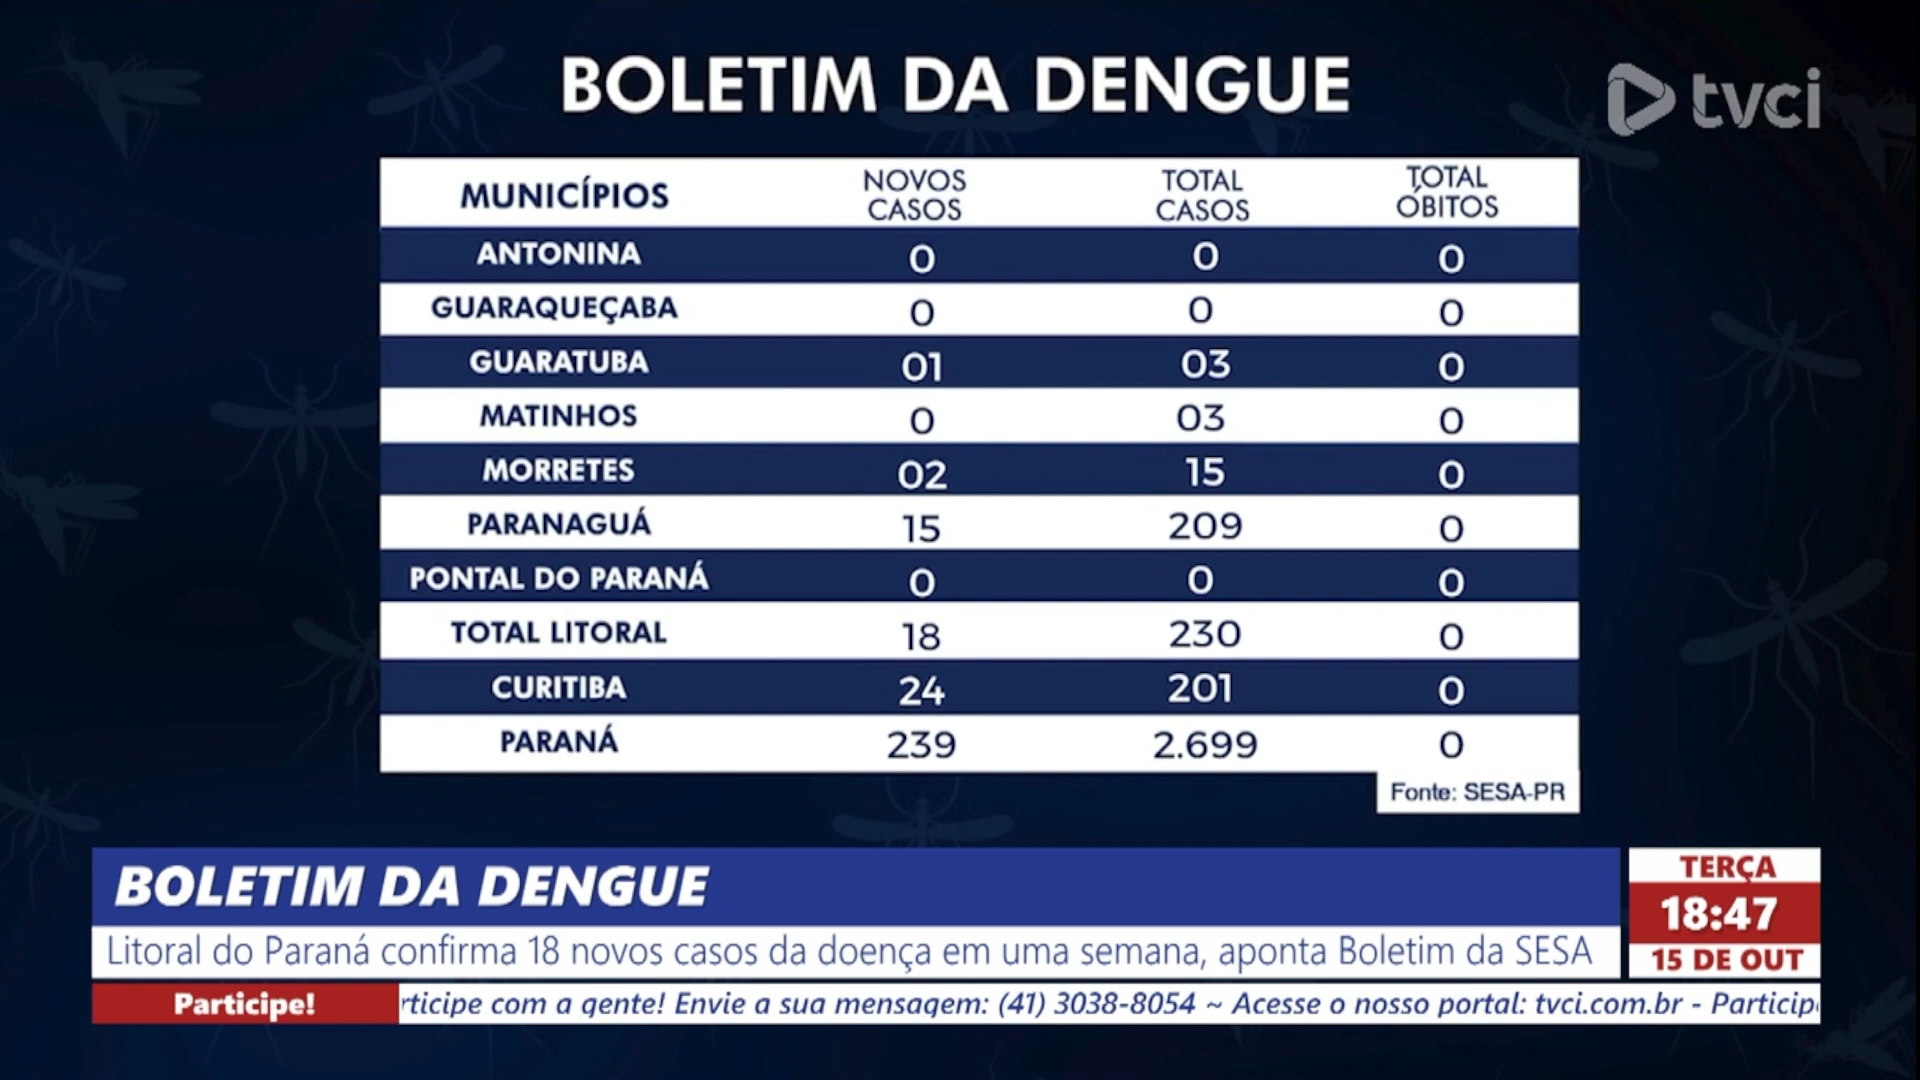 BOLETIM DA DENGUE
tvci
MUNICÍPIOS NOVOS CASOS TOTAL CASOS TOTAL ÓBITOS
ANTONINA 0 0 0
GUARAQUEÇABA 0 0 0
GUARATUBA 01 03 0
MATINHOS 0 03 0
MORRETES 02 15 0
PARANAGUÁ 15 209 0
PONTAL DO PARANÁ 0 0 0
TOTAL LITORAL 18 230 0
CURITIBA 24 201 0
PARANÁ 239 2.699 0
Fonte: SESA-PR
BOLETIM DA DENGUE
Litoral do Paraná confirma 18 novos casos da doença em uma semana, aponta Boletim da SESA
TERÇA
18:47
15 DE OUT
Participe! rticipe com a gente! Envie a sua mensagem: (41) 3038-8054 ~ Acesse o nosso portal: tvci.com.br - Particip